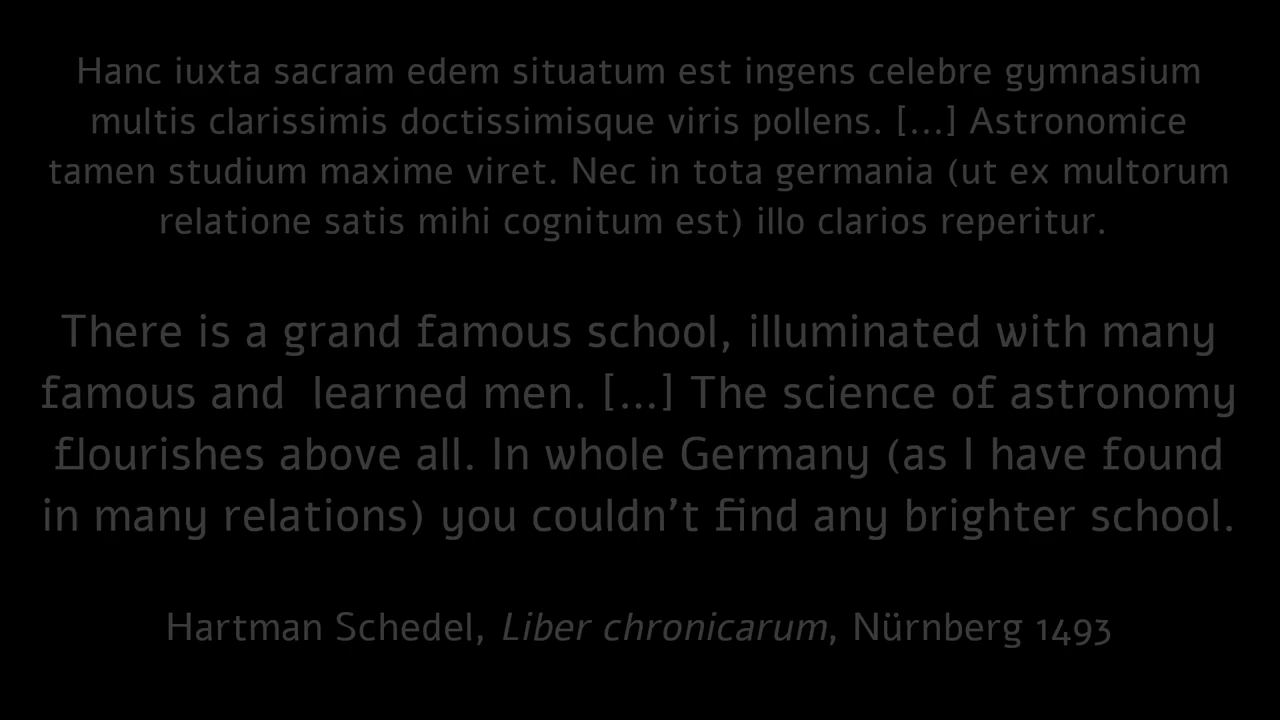 Hanc iuxta sacram edem situatum est ingens celebre gymnasium
multis clarissimis doctissimisque viris pollens. [...] Astronomice
tamen studium maxime viret. Nec in tota germania (ut ex multorum
relatione satis mihi cognitum est) illo clarios reperitur.
There is a grand famous school, illuminated with many
famous and  learned men. [...] The science of astronomy
flourishes above all. In whole Germany (as I have found
in many relations) you couldn’t find any brighter school.
Hartman Schedel, Liber chronicarum, Nürnberg 1493